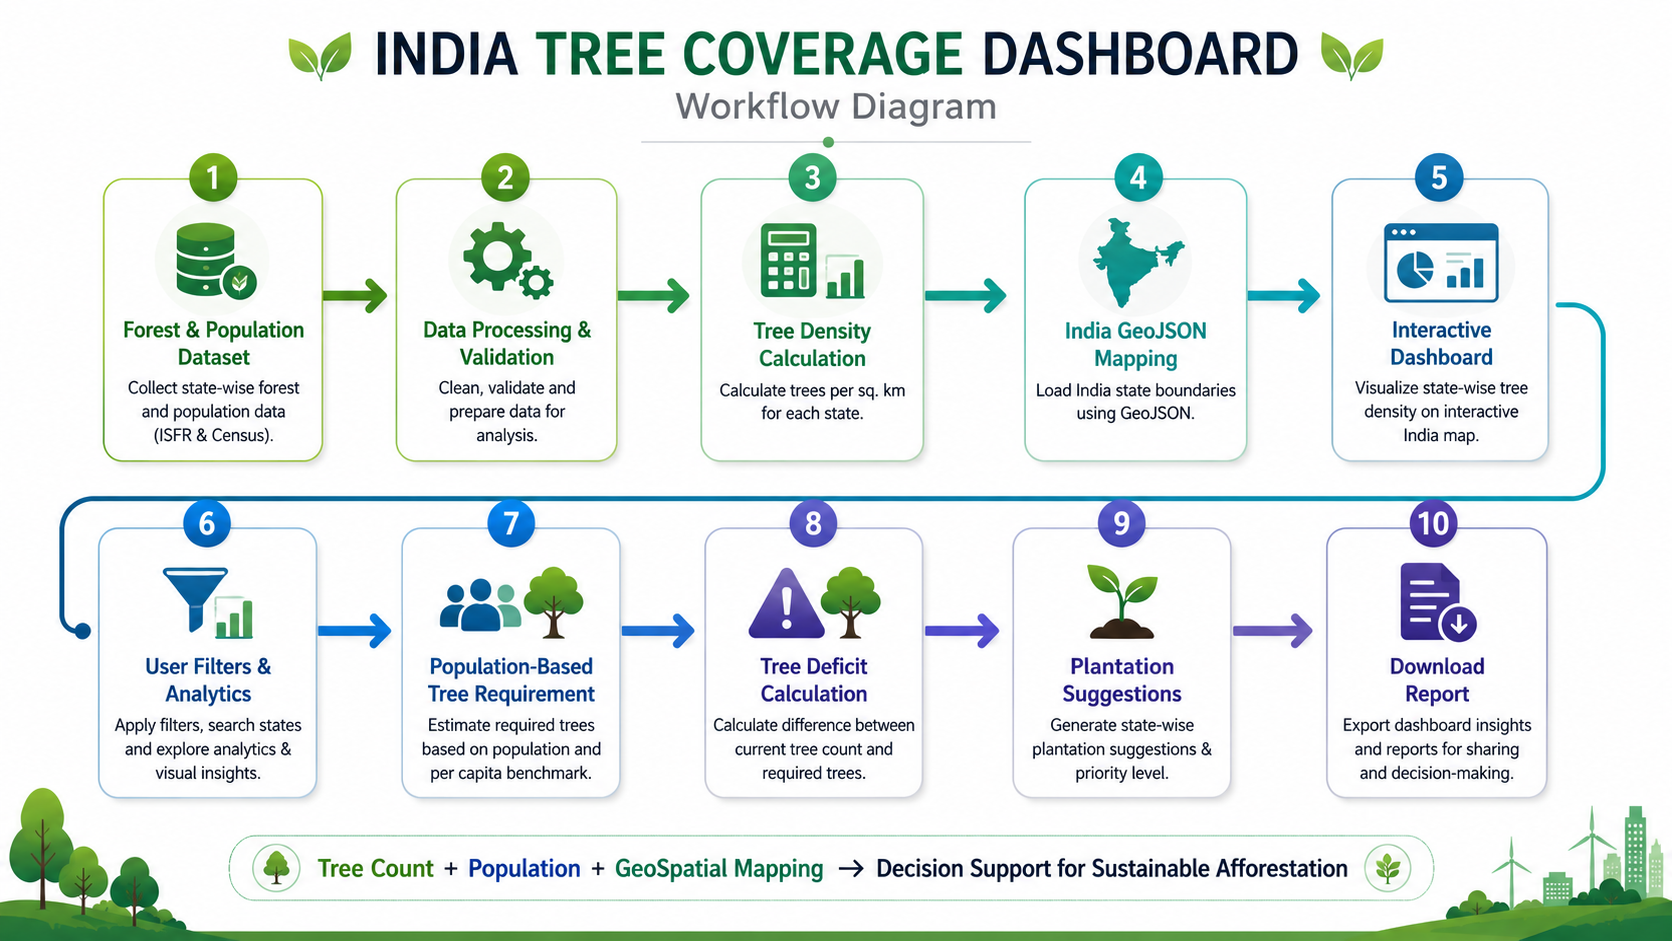 INDIA TREE COVERAGE DASHBOARD
Workflow Diagram
1
Forest & Population
Dataset
Collect state-wise forest
and population data
(ISFR & Census).
2
Data Processing &
Validation
Clean, validate and
prepare data for
analysis.
3
Tree Density
Calculation
Calculate trees per sq. km
for each state.
4
India GeoJSON
Mapping
Load India state boundaries
using GeoJSON.
5
Interactive
Dashboard
Visualize state-wise tree
density on interactive
India map.
6
User Filters &
Analytics
Apply filters, search states
and explore analytics &
visual insights.
7
Population-Based
Tree Requirement
Estimate required trees
based on population and
per capita benchmark.
8
Tree Deficit
Calculation
Calculate difference between
current tree count and
required trees.
9
Plantation
Suggestions
Generate state-wise
plantation suggestions &
priority level.
10
Download
Report
Export dashboard insights
and reports for sharing
and decision-making.
Tree Count + Population + GeoSpatial Mapping → Decision Support for Sustainable Afforestation